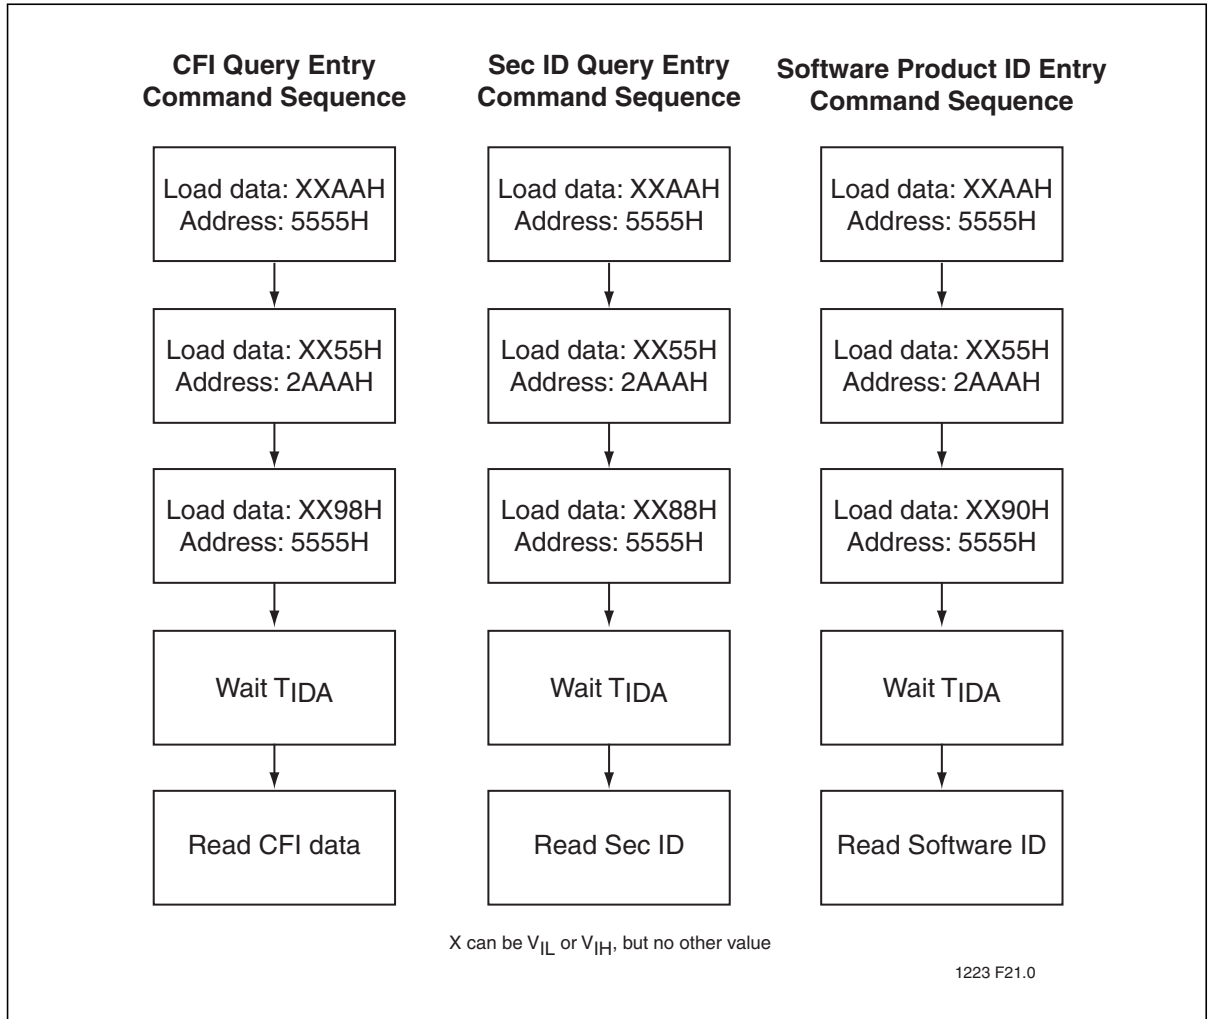 CFI Query Entry
Command Sequence
Load data: XXAAH
Address: 5555H
Load data: XX55H
Address: 2AAAH
Load data: XX98H
Address: 5555H
Wait TIDA
Read CFI data
Sec ID Query Entry
Command Sequence
Load data: XXAAH
Address: 5555H
Load data: XX55H
Address: 2AAAH
Load data: XX88H
Address: 5555H
Wait TIDA
Read Sec ID
Software Product ID Entry
Command Sequence
Load data: XXAAH
Address: 5555H
Load data: XX55H
Address: 2AAAH
Load data: XX90H
Address: 5555H
Wait TIDA
Read Software ID
X can be VIL or VIH, but no other value
1223 F21.0